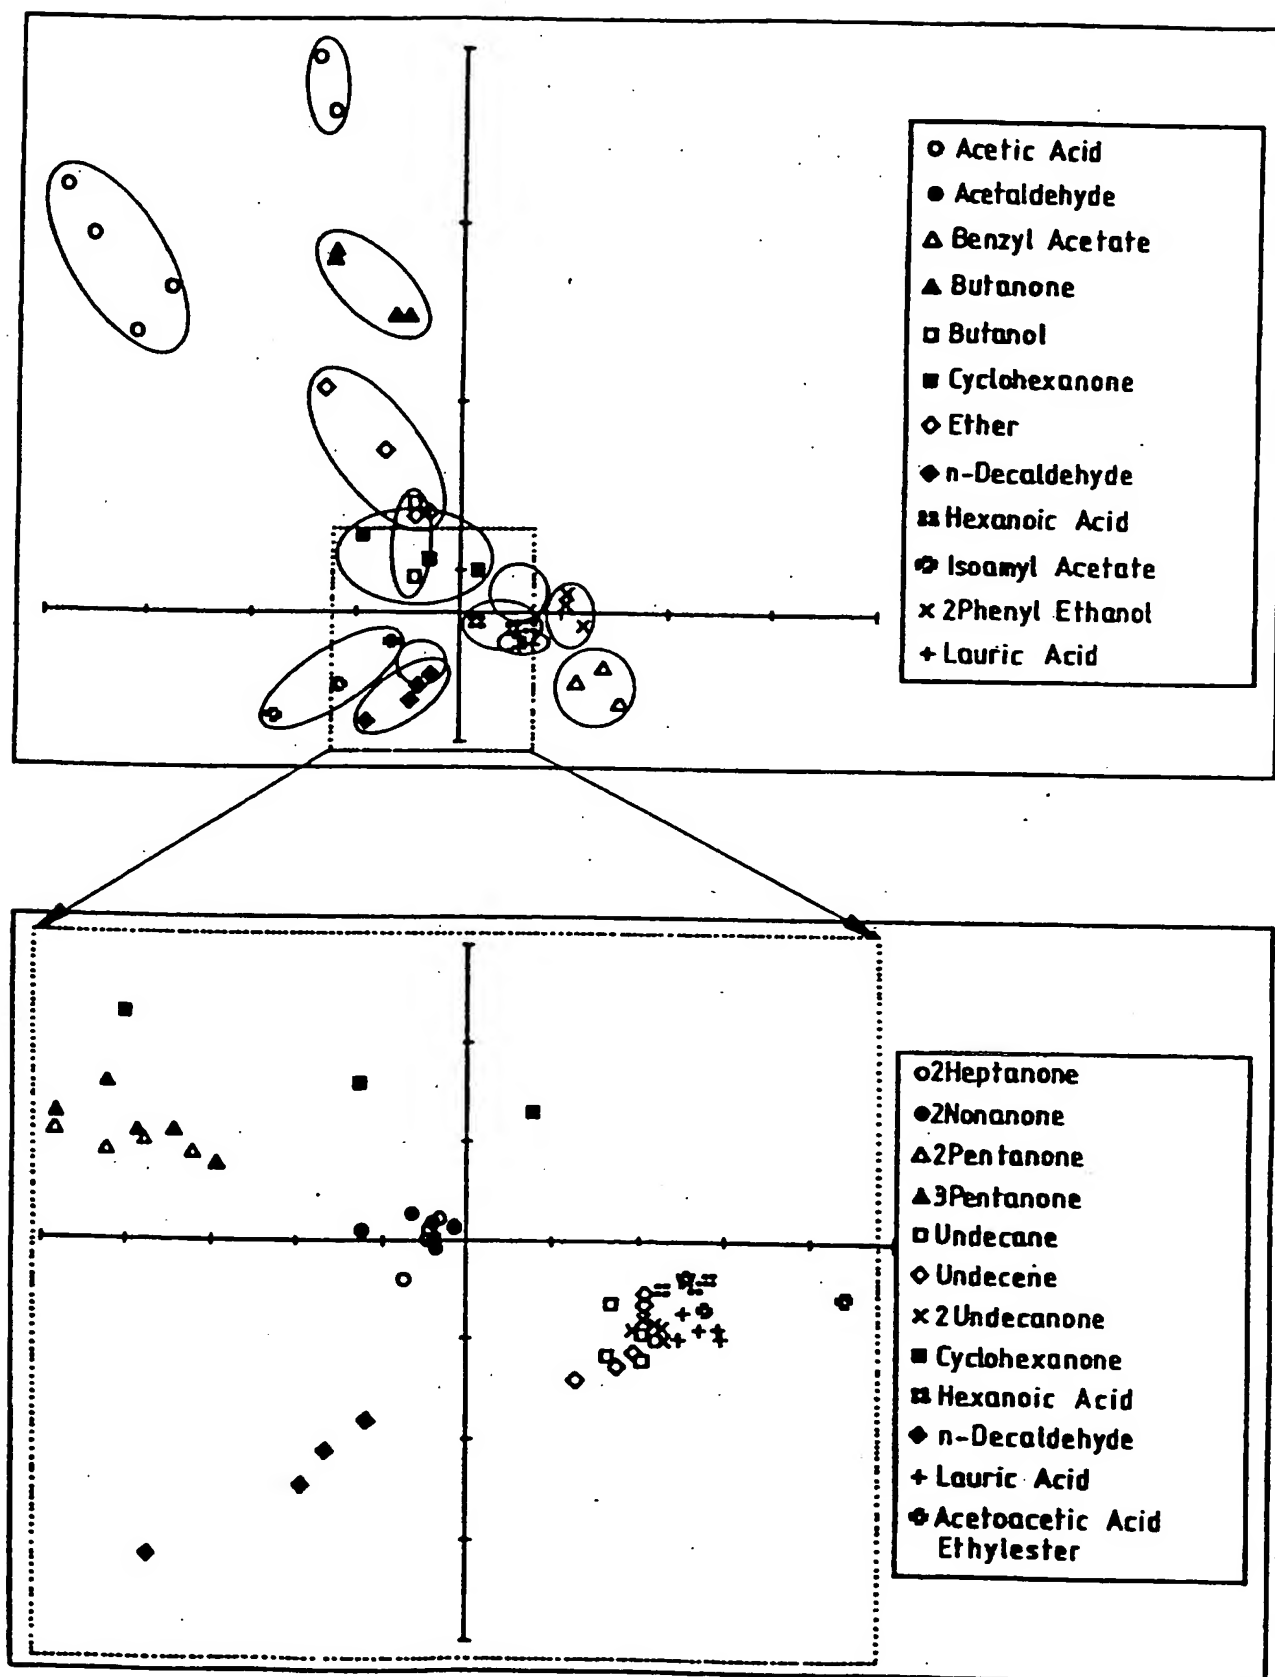 Acetic Acid
Acetaldehyde
Benzyl Acetate
Butanone
Butanol
Cyclohexanone
Ether
n-Decaldehyde
Hexanoic Acid
Isoamyl Acetate
2Phenyl Ethanol
Lauric Acid
2Heptanone
2Nonanone
2Pentanone
3Pentanone
Undecane
Undecene
2Undecanone
Cyclohexanone
Hexanoic Acid
n-Decaldehyde
Lauric Acid
Acetoacetic Acid
Ethylester